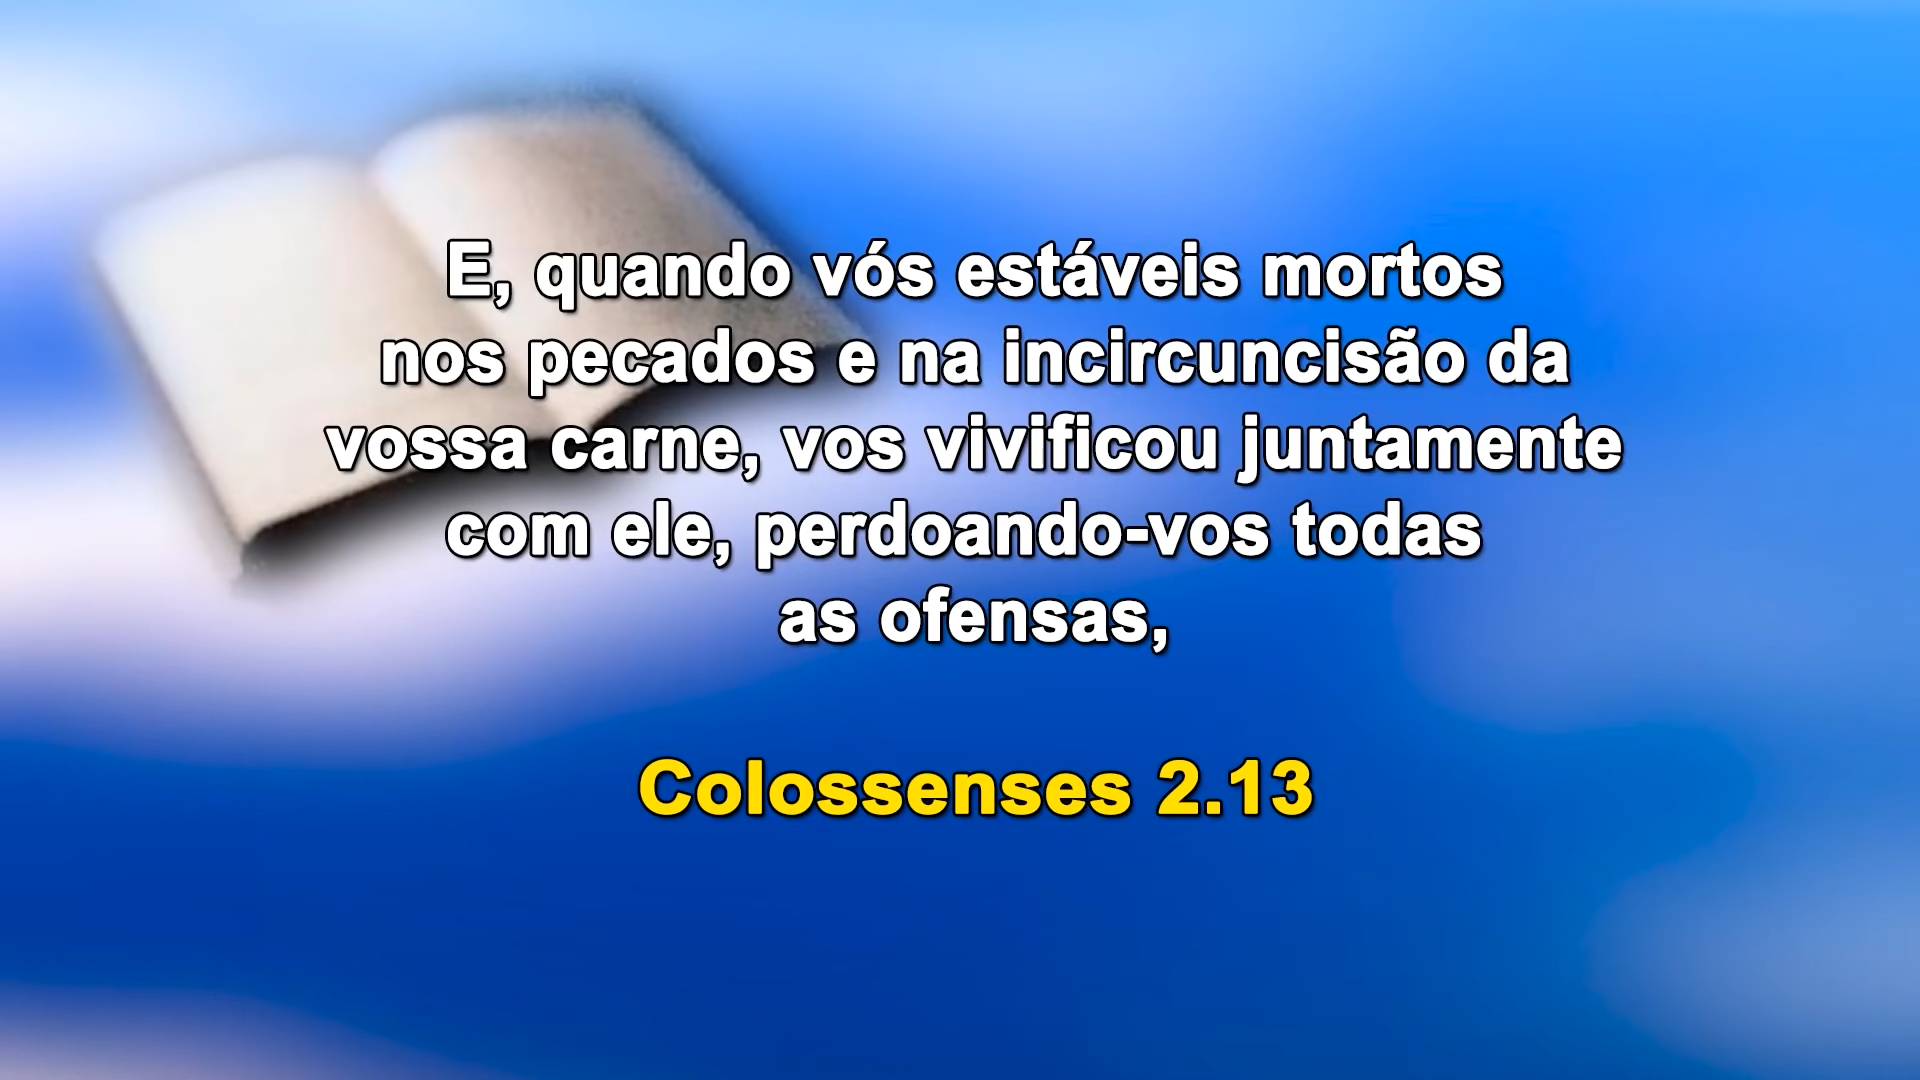 E, quando vós estáveis mortos
nos pecados e na incircuncisão da
vossa carne, vos vivificou juntamente
com ele, perdoando-vos todas
as ofensas,
Colossenses 2.13